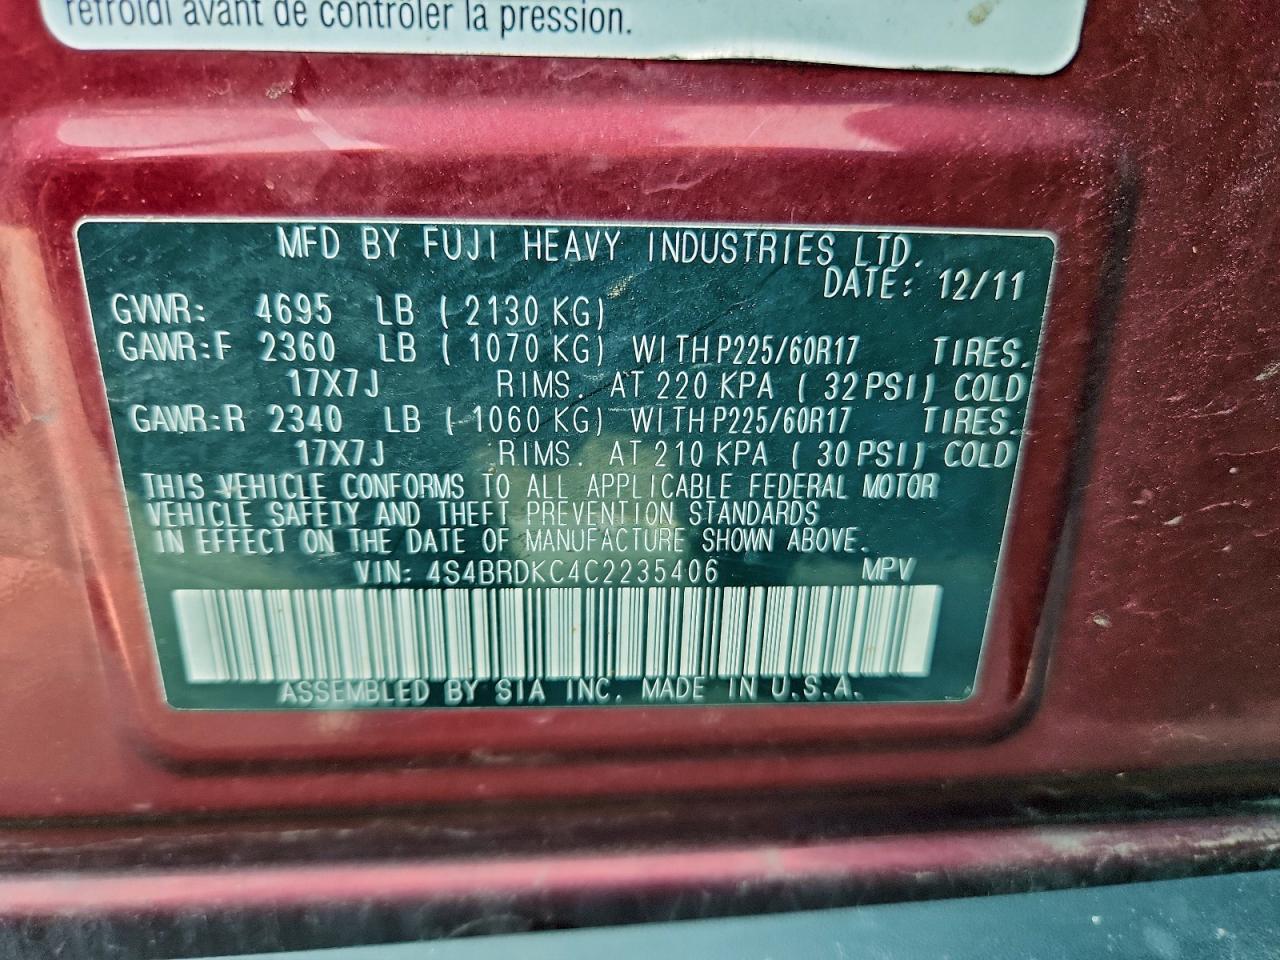 refroidi avant de contrôler la pression.
MFD BY FUJI HEAVY INDUSTRIES LTD.
DATE: 12/11
GVWR: 4695 LB (2130 KG)
GAWR:F 2360 LB (1070 KG) WITH P225/60R17 TIRES.
17X7J RIMS. AT 220 KPA (32 PSI) COLD
GAWR:R 2340 LB (1060 KG) WITH P225/60R17 TIRES.
17X7J RIMS. AT 210 KPA (30 PSI) COLD
THIS VEHICLE CONFORMS TO ALL APPLICABLE FEDERAL MOTOR
VEHICLE SAFETY AND THEFT PREVENTION STANDARDS
IN EFFECT ON THE DATE OF MANUFACTURE SHOWN ABOVE.
VIN: 4S4BRDKC4C2235406 MPV
ASSEMBLED BY SIA INC. MADE IN U.S.A.